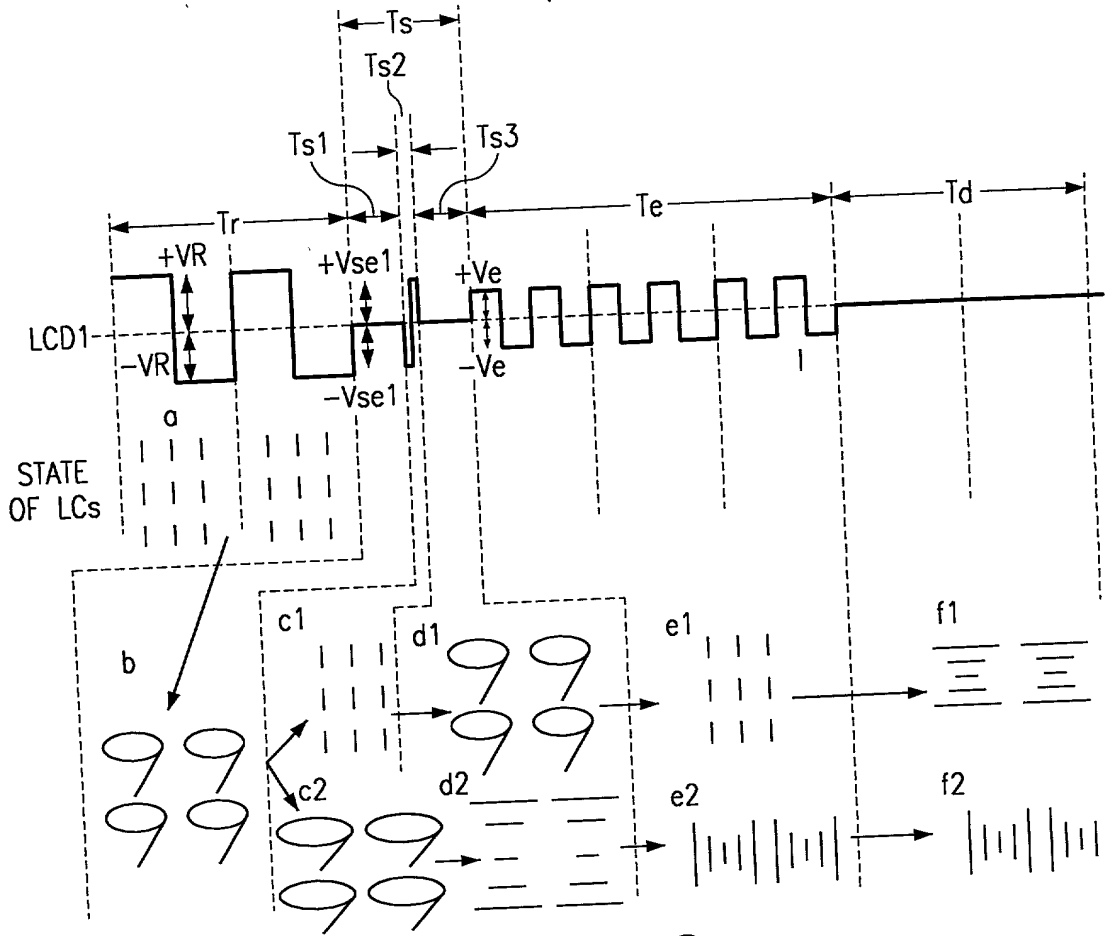 Ts
Ts2
Ts1
Ts3
Tr
Te
Td
+VR
+Vse1
+Ve
LCD1
−VR
−Vse1
−Ve
a
STATE
OF LCs
b
c1
d1
e1
f1
c2
d2
e2
f2